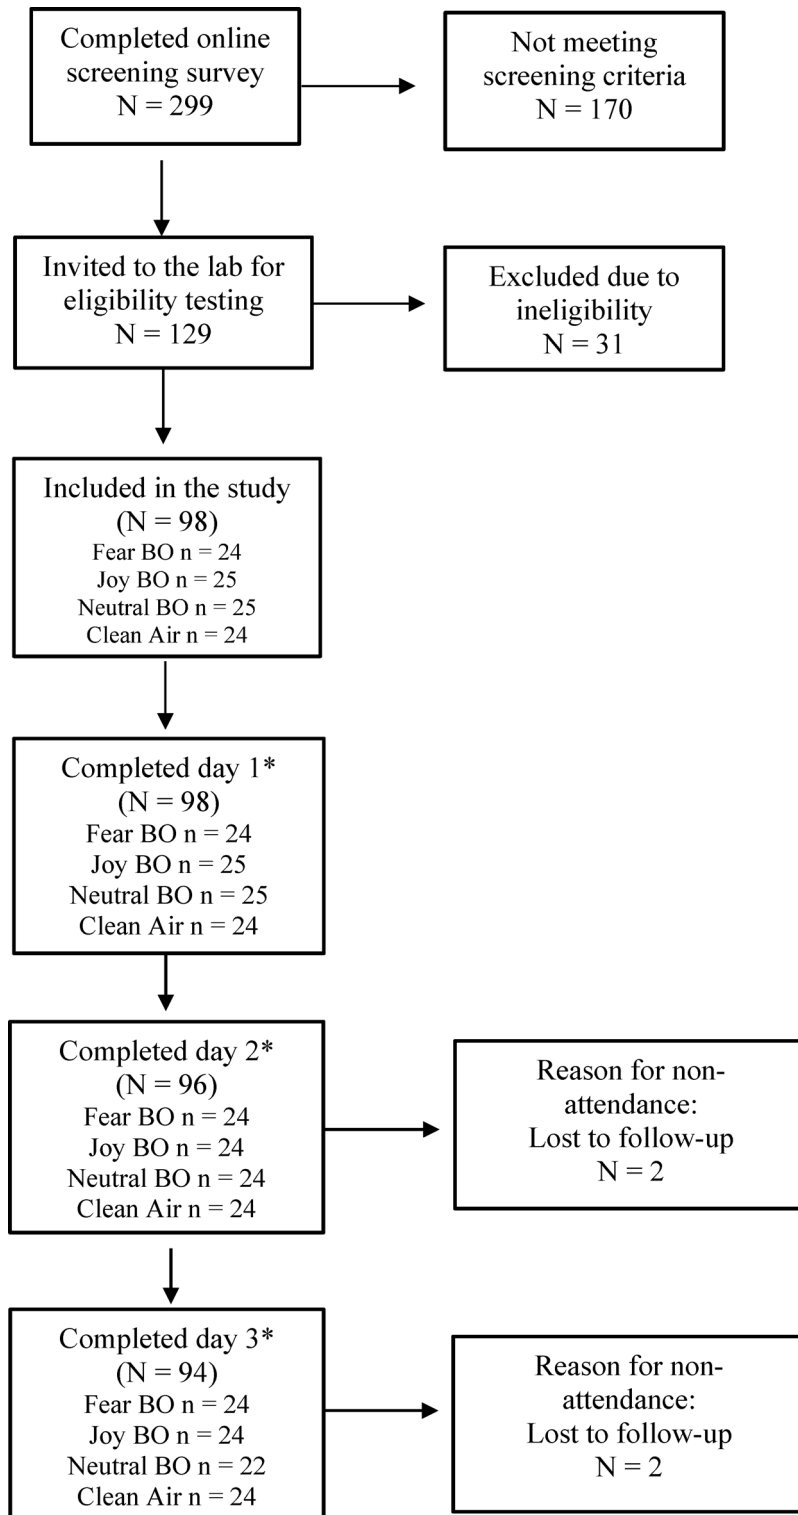 Completed online
screening survey
N = 299
Not meeting
screening criteria
N = 170
Invited to the lab for
eligibility testing
N = 129
Excluded due to
ineligibility
N = 31
Included in the study
(N = 98)
Fear BO n = 24
Joy BO n = 25
Neutral BO n = 25
Clean Air n = 24
Completed day 1*
(N = 98)
Fear BO n = 24
Joy BO n = 25
Neutral BO n = 25
Clean Air n = 24
Completed day 2*
(N = 96)
Fear BO n = 24
Joy BO n = 24
Neutral BO n = 24
Clean Air n = 24
Reason for non-
attendance:
Lost to follow-up
N = 2
Completed day 3*
(N = 94)
Fear BO n = 24
Joy BO n = 24
Neutral BO n = 22
Clean Air n = 24
Reason for non-
attendance:
Lost to follow-up
N = 2